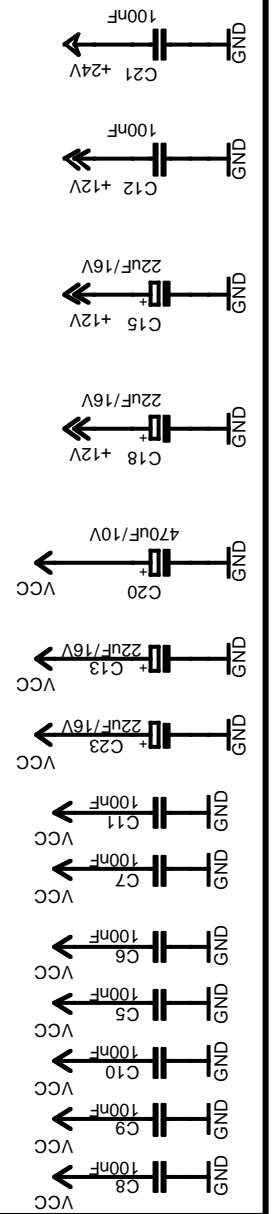 100nF
C21
+24V
GND
100nF
C12
+12V
GND
22uF/16V
C15
+12V
+
GND
22uF/16V
C18
+12V
+
GND
470uF/10V
C20
VCC
+
GND
22uF/16V
C13
VCC
+
GND
22uF/16V
C23
VCC
+
GND
100nF
C11
VCC
GND
100nF
C7
VCC
GND
100nF
C6
VCC
GND
100nF
C5
VCC
GND
100nF
C10
VCC
GND
100nF
C9
VCC
GND
100nF
C8
VCC
GND